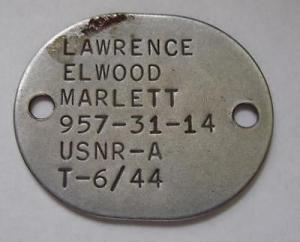 LAWRENCE
ELWOOD
MARLETT
957-31-14
USNR-A
T-6/44